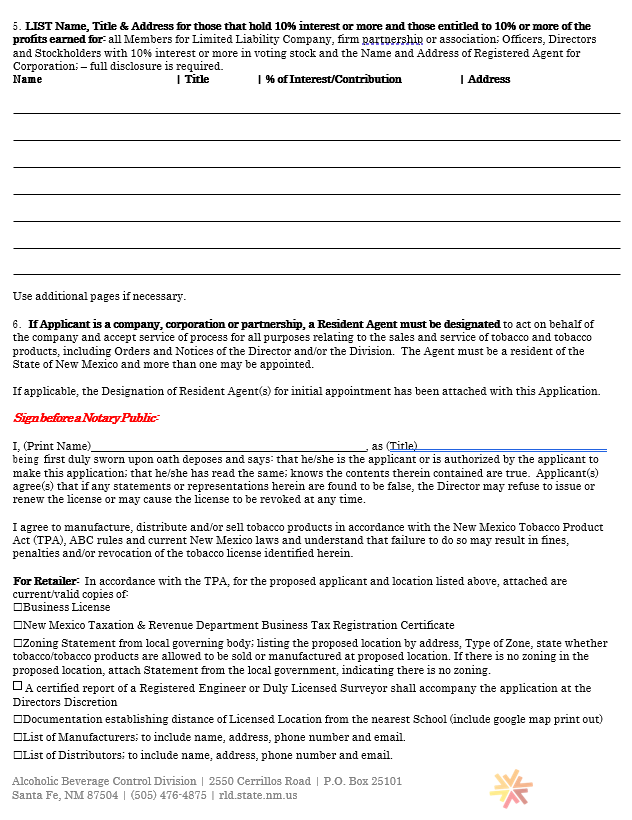 5. LIST Name, Title & Address for those that hold 10% interest or more and those entitled to 10% or more of the
profits earned for: all Members for Limited Liability Company, firm partnership or association; Officers, Directors
and Stockholders with 10% interest or more in voting stock and the Name and Address of Registered Agent for
Corporation; – full disclosure is required.
Name | Title | % of Interest/Contribution | Address
Use additional pages if necessary.
6. If Applicant is a company, corporation or partnership, a Resident Agent must be designated to act on behalf of
the company and accept service of process for all purposes relating to the sales and service of tobacco and tobacco
products, including Orders and Notices of the Director and/or the Division. The Agent must be a resident of the
State of New Mexico and more than one may be appointed.
If applicable, the Designation of Resident Agent(s) for initial appointment has been attached with this Application.
Sign before a Notary Public:
I, (Print Name)____________________, as (Title)____________________
being first duly sworn upon oath deposes and says: that he/she is the applicant or is authorized by the applicant to
make this application; that he/she has read the same; knows the contents therein contained are true. Applicant(s)
agree(s) that if any statements or representations herein are found to be false, the Director may refuse to issue or
renew the license or may cause the license to be revoked at any time.
I agree to manufacture, distribute and/or sell tobacco products in accordance with the New Mexico Tobacco Product
Act (TPA), ABC rules and current New Mexico laws and understand that failure to do so may result in fines,
penalties and/or revocation of the tobacco license identified herein.
For Retailer: In accordance with the TPA, for the proposed applicant and location listed above, attached are
current/valid copies of:
☐Business License
☐New Mexico Taxation & Revenue Department Business Tax Registration Certificate
☐Zoning Statement from local governing body; listing the proposed location by address, Type of Zone, state whether
tobacco/tobacco products are allowed to be sold or manufactured at proposed location. If there is no zoning in the
proposed location, attach Statement from the local government, indicating there is no zoning.
☐ A certified report of a Registered Engineer or Duly Licensed Surveyor shall accompany the application at the
Directors Discretion
☐Documentation establishing distance of Licensed Location from the nearest School (include google map print out)
☐List of Manufacturers; to include name, address, phone number and email.
☐List of Distributors; to include name, address, phone number and email.
Alcoholic Beverage Control Division | 2550 Cerrillos Road | P.O. Box 25101
Santa Fe, NM 87504 | (505) 476-4875 | rld.state.nm.us